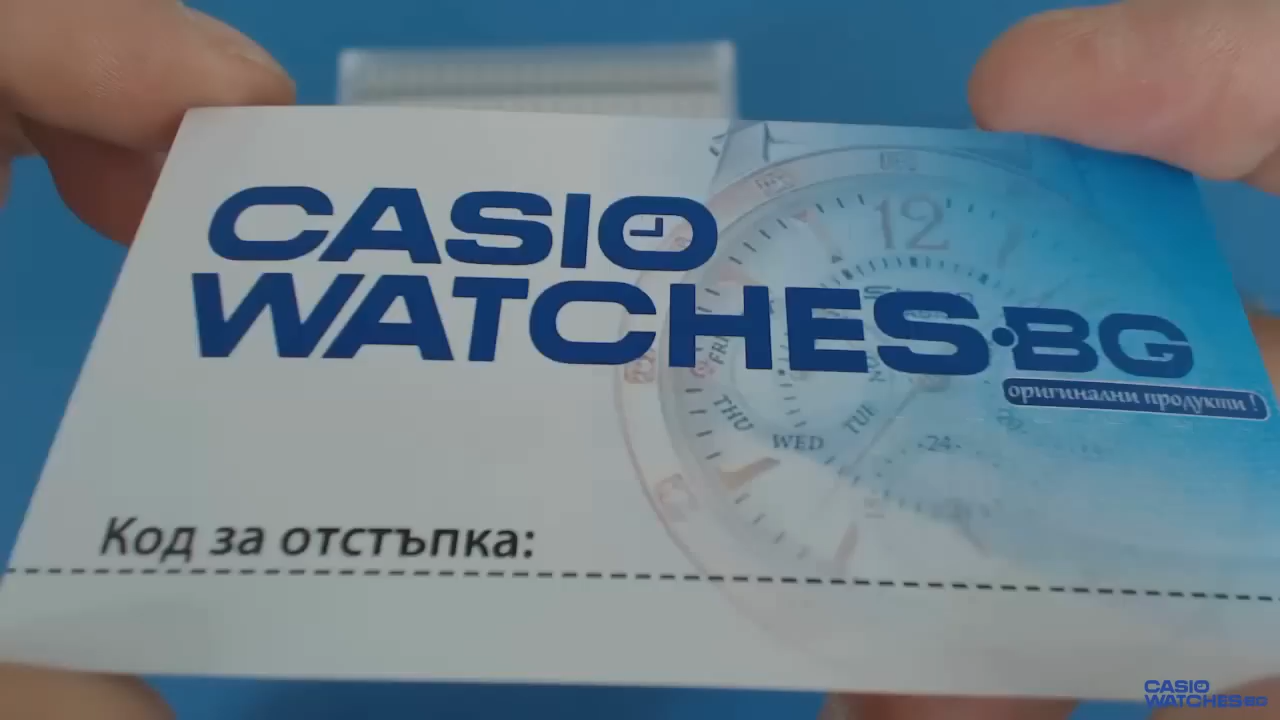 CASIO
WATCHES.BG
оригинални продукти !
12
FRI
THU
WED
TUE
-24-
Код за отстъпка:
CASIO
WATCHES.BG